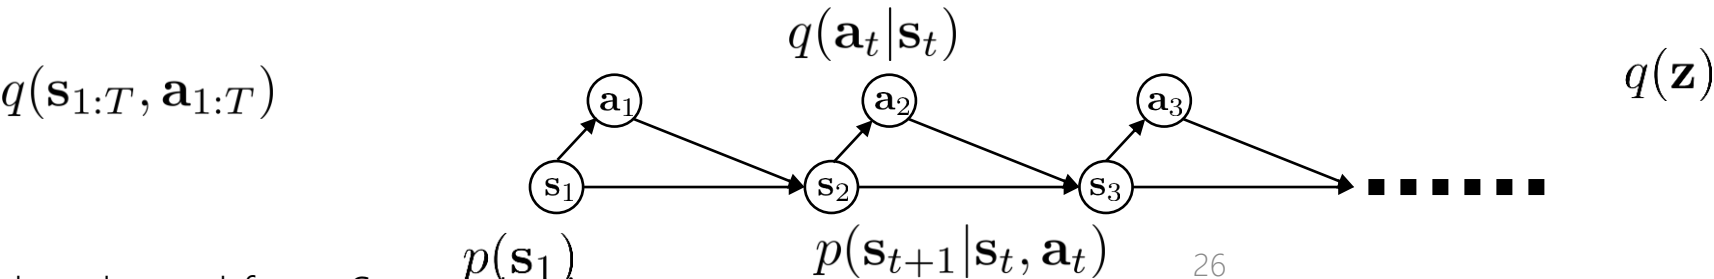 q(a_t|s_t)
q(s_{1:T}, a_{1:T})
q(z)
a_1 a_2 a_3
s_1 s_2 s_3
p(s_1) p(s_{t+1}|s_t, a_t)
26